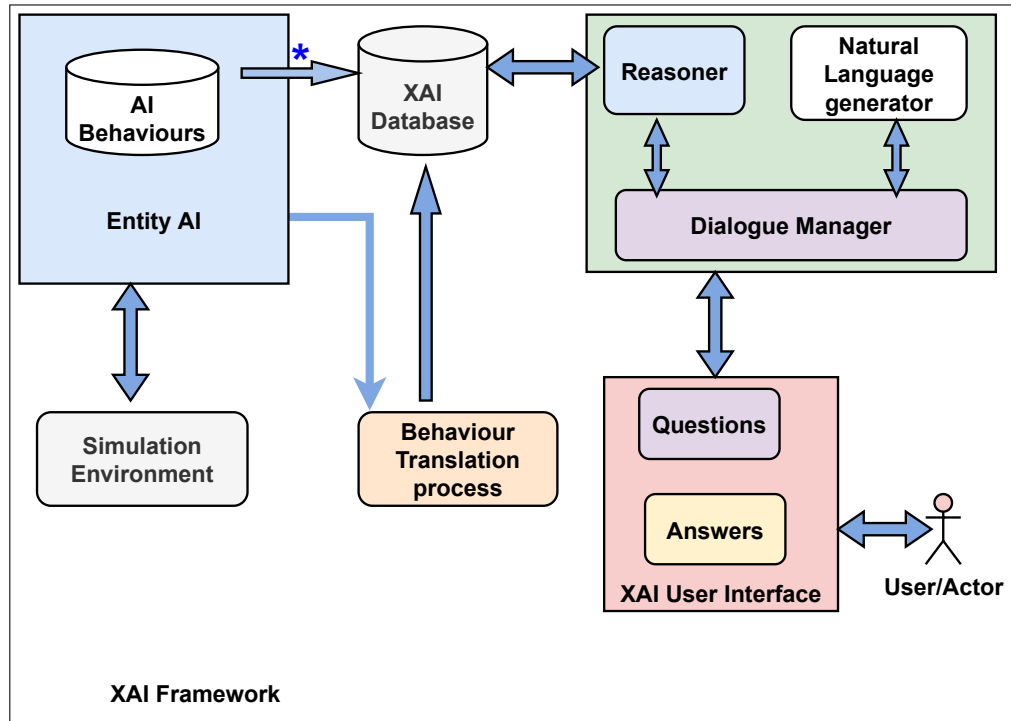 *
AI
Behaviours
Entity AI
XAI
Database
Reasoner
Natural
Language
generator
Dialogue Manager
Simulation
Environment
Behaviour
Translation
process
Questions
Answers
XAI User Interface
User/Actor
XAI Framework